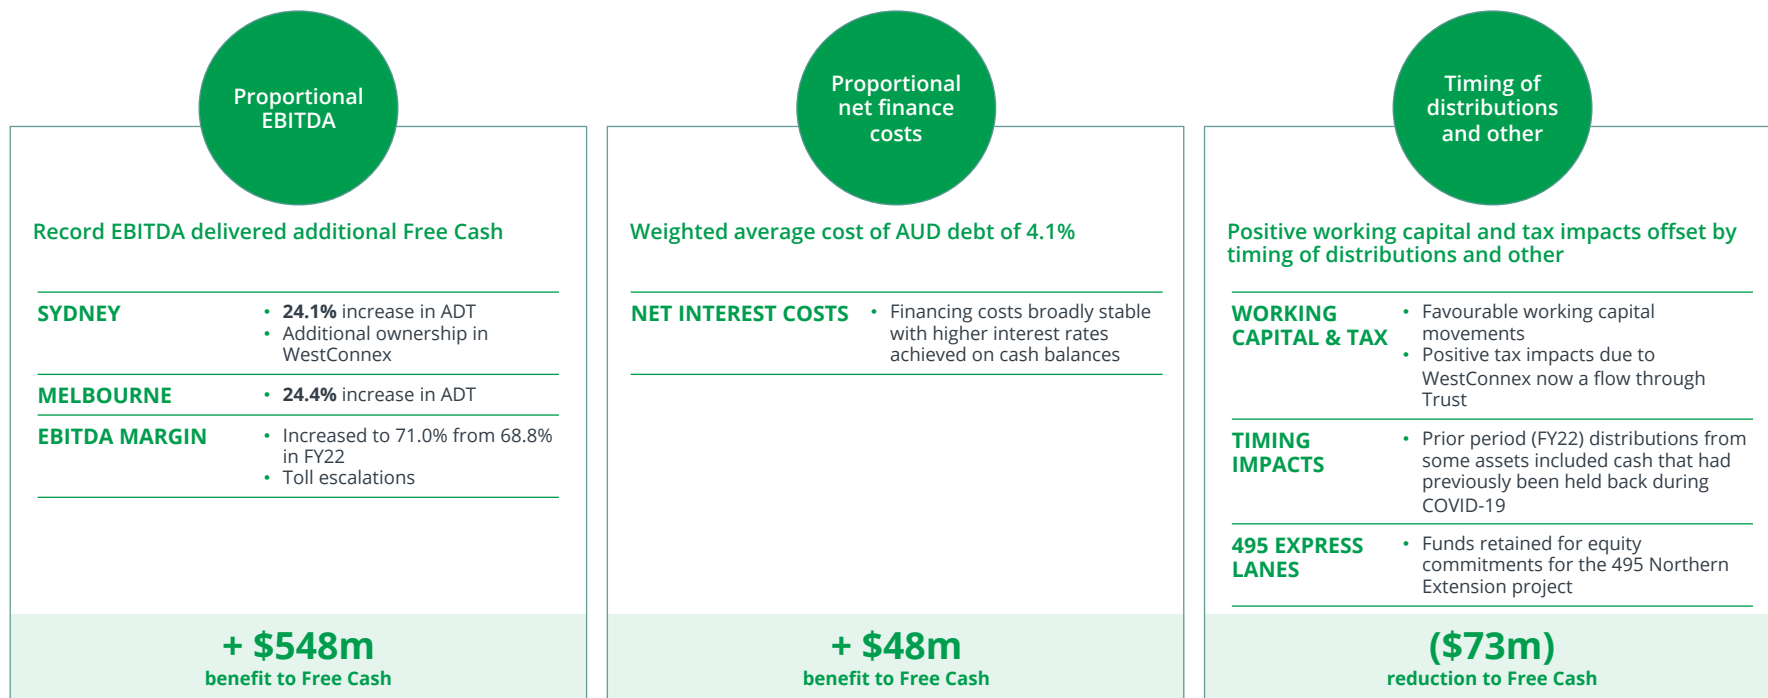 Proportional
EBITDA
Record EBITDA delivered additional Free Cash
SYDNEY
• 24.1% increase in ADT
• Additional ownership in
WestConnex
MELBOURNE
• 24.4% increase in ADT
EBITDA MARGIN
• Increased to 71.0% from 68.8%
in FY22
• Toll escalations
+ $548m
benefit to Free Cash
Proportional
net finance
costs
Weighted average cost of AUD debt of 4.1%
NET INTEREST COSTS
• Financing costs broadly stable
with higher interest rates
achieved on cash balances
+ $48m
benefit to Free Cash
Timing of
distributions
and other
Positive working capital and tax impacts offset by
timing of distributions and other
WORKING
CAPITAL & TAX
• Favourable working capital
movements
• Positive tax impacts due to
WestConnex now a flow through
Trust
TIMING
IMPACTS
• Prior period (FY22) distributions from
some assets included cash that had
previously been held back during
COVID-19
495 EXPRESS
LANES
• Funds retained for equity
commitments for the 495 Northern
Extension project
($73m)
reduction to Free Cash